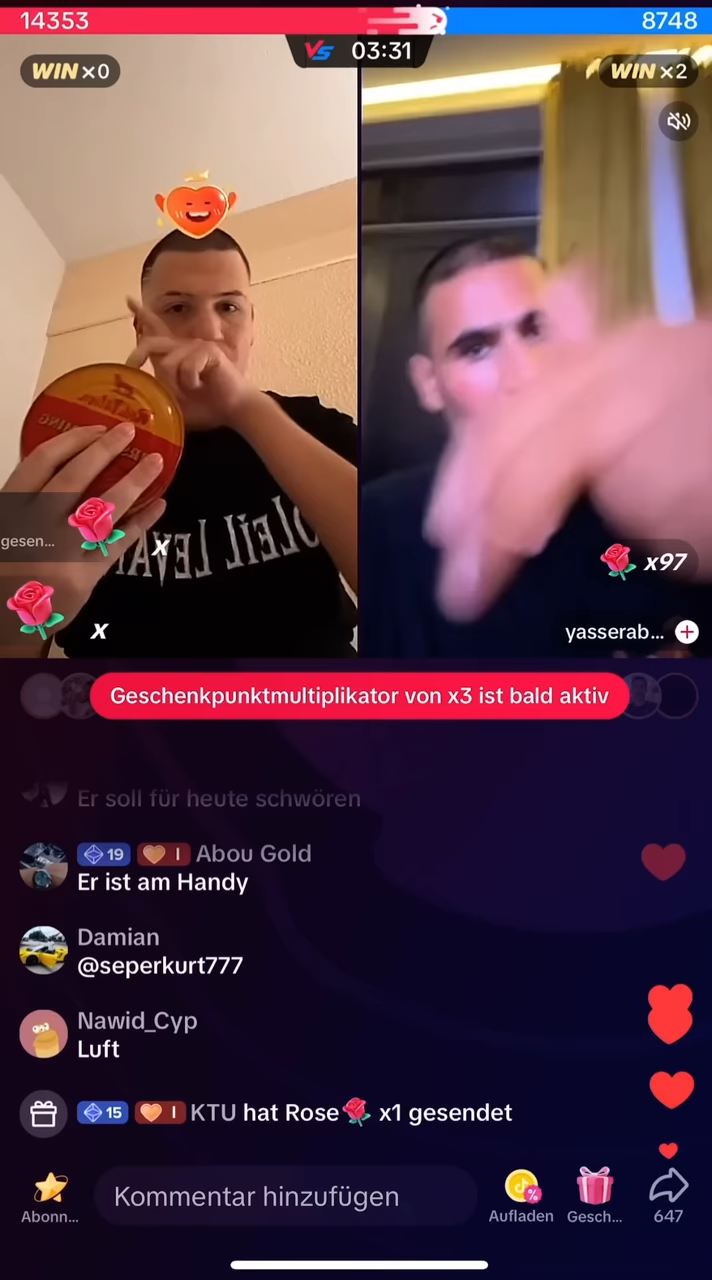 14353
8748
VS 03:31
WIN x0
WIN x2
gesen...
x
x97
x
yasserab...
Geschenkpunktmultiplikator von x3 ist bald aktiv
Er soll für heute schwören
19 I Abou Gold
Er ist am Handy
Damian
@seperkurt777
Nawid_Cyp
Luft
15 I KTU hat Rose x1 gesendet
Kommentar hinzufügen
Abonn...
Aufladen
Gesch...
647